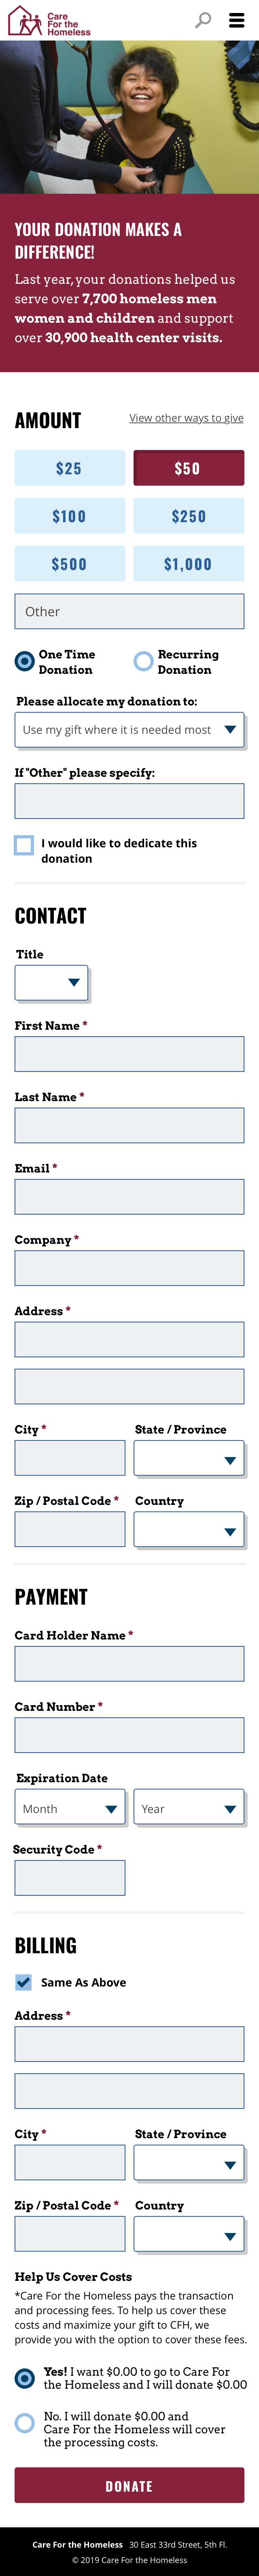 Care
For the
Homeless
YOUR DONATION MAKES A
DIFFERENCE!
Last year, your donations helped us
serve over 7,700 homeless men
women and children and support
over 30,900 health center visits.
AMOUNT
View other ways to give
$25
$50
$100
$250
$500
$1,000
Other
One Time
Donation
Recurring
Donation
Please allocate my donation to:
Use my gift where it is needed most
If "Other" please specify:
I would like to dedicate this
donation
CONTACT
Title
First Name *
Last Name *
Email *
Company *
Address *
City *
State / Province
Zip / Postal Code *
Country
PAYMENT
Card Holder Name *
Card Number *
Expiration Date
Month
Year
Security Code *
BILLING
Same As Above
Address *
City *
State / Province
Zip / Postal Code *
Country
Help Us Cover Costs
*Care For the Homeless pays the transaction
and processing fees. To help us cover these
costs and maximize your gift to CFH, we
provide you with the option to cover these fees.
Yes! I want $0.00 to go to Care For
the Homeless and I will donate $0.00
No. I will donate $0.00 and
Care For the Homeless will cover
the processing costs.
DONATE
Care For the Homeless 30 East 33rd Street, 5th Fl.
© 2019 Care For the Homeless